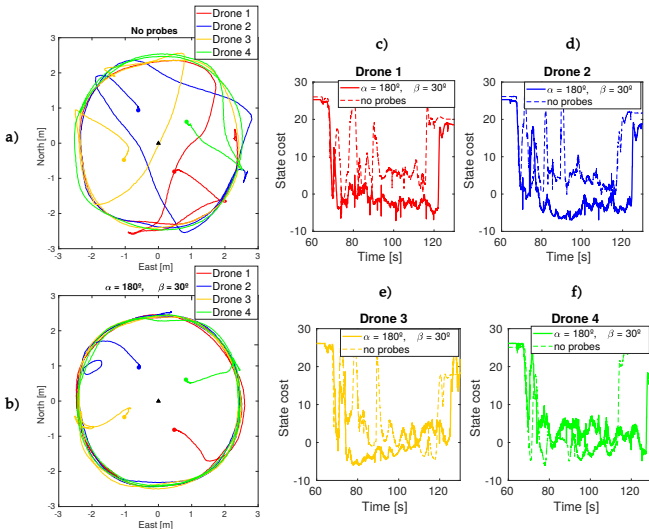 a)
No probes
Drone 1
Drone 2
Drone 3
Drone 4
3
2
1
0
-1
-2
-3
North [m]
-3 -2 -1 0 1 2 3
East [m]
b)
α = 180º, β = 30º
Drone 1
Drone 2
Drone 3
Drone 4
3
2
1
0
-1
-2
-3
North [m]
-3 -2 -1 0 1 2 3
East [m]
c)
Drone 1
α = 180º, β = 30º
no probes
40
30
20
10
0
-10
State cost
60 80 100 120
Time [s]
d)
Drone 2
α = 180º, β = 30º
no probes
40
30
20
10
0
-10
State cost
60 80 100 120
Time [s]
e)
Drone 3
α = 180º, β = 30º
no probes
30
20
10
0
-10
State cost
60 80 100 120
Time [s]
f)
Drone 4
α = 180º, β = 30º
no probes
30
20
10
0
-10
State cost
60 80 100 120
Time [s]